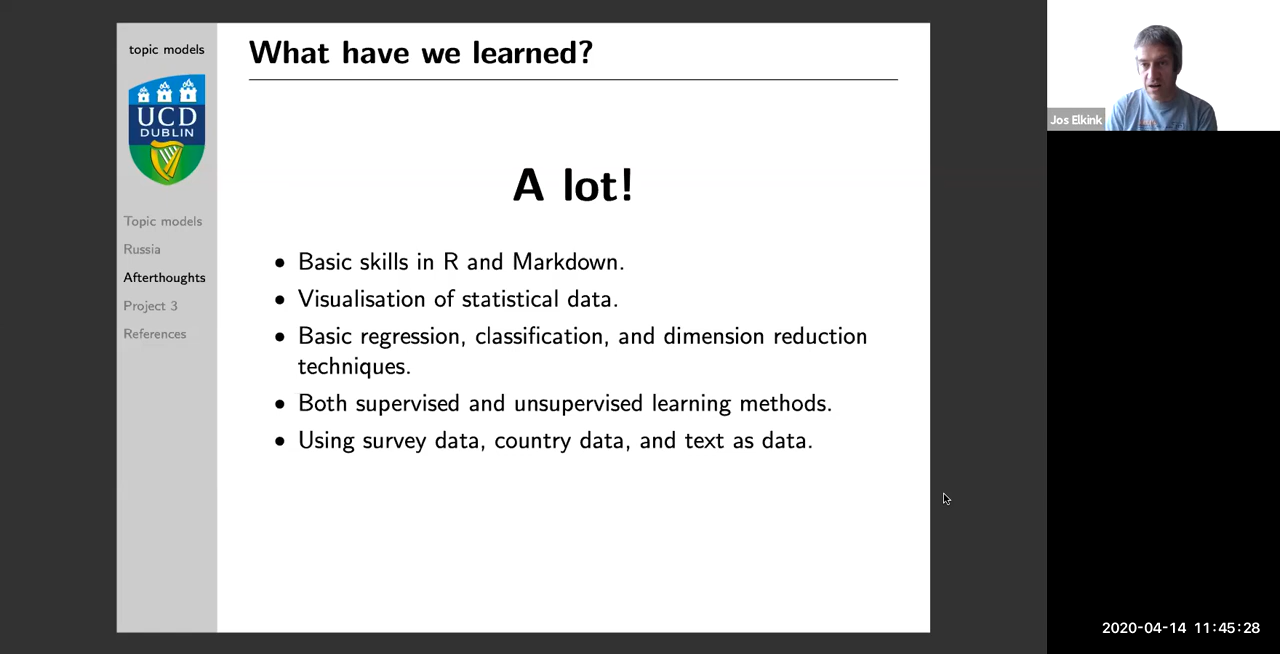 topic models
UCD
DUBLIN
Topic models
Russia
Afterthoughts
Project 3
References
What have we learned?
A lot!
• Basic skills in R and Markdown.
• Visualisation of statistical data.
• Basic regression, classification, and dimension reduction
techniques.
• Both supervised and unsupervised learning methods.
• Using survey data, country data, and text as data.
Jos Elkink
2020-04-14 11:45:28